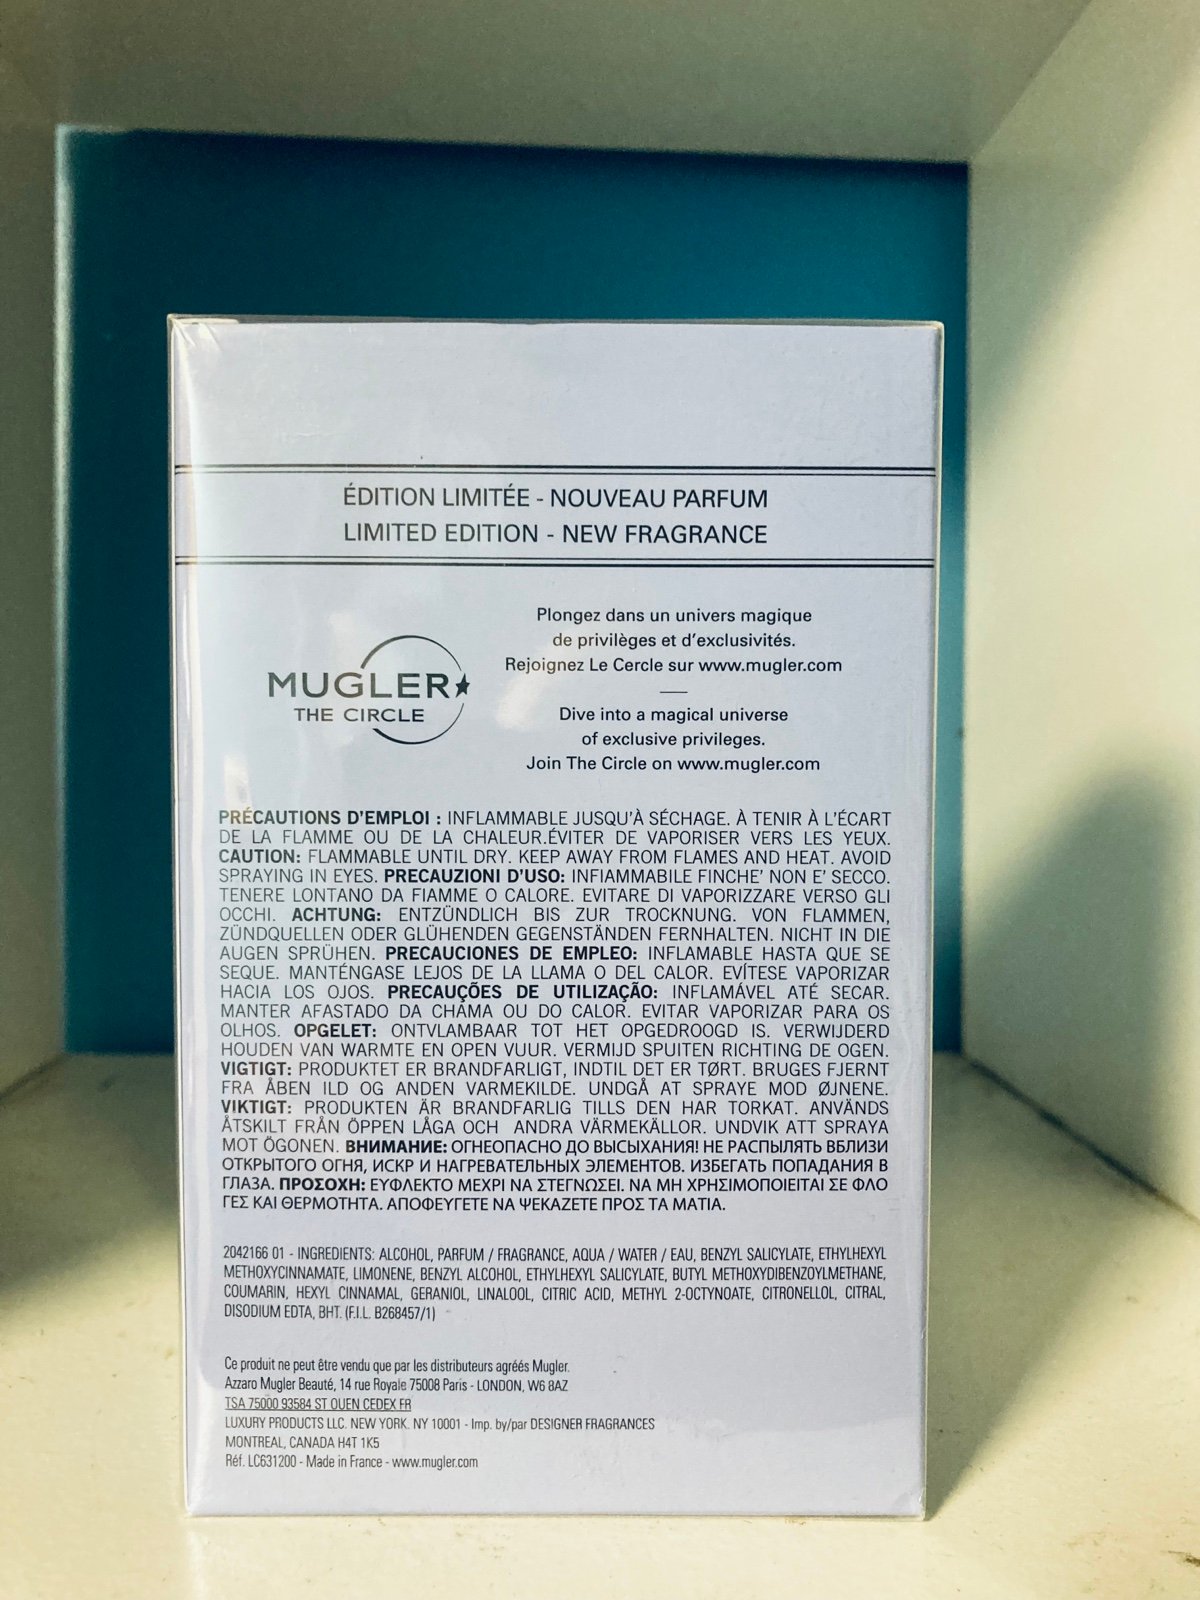 ÉDITION LIMITÉE - NOUVEAU PARFUM
LIMITED EDITION - NEW FRAGRANCE
MUGLER
THE CIRCLE
Plongez dans un univers magique
de privilèges et d'exclusivités.
Rejoignez Le Cercle sur www.mugler.com
Dive into a magical universe
of exclusive privileges.
Join The Circle on www.mugler.com
PRÉCAUTIONS D'EMPLOI : INFLAMMABLE JUSQU'À SÉCHAGE. À TENIR À L'ÉCART
DE LA FLAMME OU DE LA CHALEUR.ÉVITER DE VAPORISER VERS LES YEUX.
CAUTION: FLAMMABLE UNTIL DRY. KEEP AWAY FROM FLAMES AND HEAT. AVOID
SPRAYING IN EYES. PRECAUZIONI D'USO: INFIAMMABILE FINCHE' NON E' SECCO.
TENERE LONTANO DA FIAMME O CALORE. EVITARE DI VAPORIZZARE VERSO GLI
OCCHI. ACHTUNG: ENTZÜNDLICH BIS ZUR TROCKNUNG. VON FLAMMEN,
ZÜNDQUELLEN ODER GLÜHENDEN GEGENSTÄNDEN FERNHALTEN. NICHT IN DIE
AUGEN SPRÜHEN. PRECAUCIONES DE EMPLEO: INFLAMABLE HASTA QUE SE
SEQUE. MANTÉNGASE LEJOS DE LA LLAMA O DEL CALOR. EVÍTESE VAPORIZAR
HACIA LOS OJOS. PRECAUÇÕES DE UTILIZAÇÃO: INFLAMÁVEL ATÉ SECAR.
MANTER AFASTADO DA CHAMA OU DO CALOR. EVITAR VAPORIZAR PARA OS
OLHOS. OPGELET: ONTVLAMBAAR TOT HET OPGEDROOGD IS. VERWIJDERD
HOUDEN VAN WARMTE EN OPEN VUUR. VERMIJD SPUITEN RICHTING DE OGEN.
VIGTIGT: PRODUKTET ER BRANDFARLIGT, INDTIL DET ER TØRT. BRUGES FJERNT
FRA ÅBEN ILD OG ANDEN VARMEKILDE. UNDGÅ AT SPRAYE MOD ØJNENE.
VIKTIGT: PRODUKTEN ÄR BRANDFARLIG TILLS DEN HAR TORKAT. ANVÄNDS
ÅTSKILT FRÅN ÖPPEN LÅGA OCH ANDRA VÄRMEKÄLLOR. UNDVIK ATT SPRAYA
MOT ÖGONEN. ВНИМАНИЕ: ОГНЕОПАСНО ДО ВЫСЫХАНИЯ! НЕ РАСПЫЛЯТЬ ВБЛИЗИ
ОТКРЫТОГО ОГНЯ, ИСКР И НАГРЕВАТЕЛЬНЫХ ЭЛЕМЕНТОВ. ИЗБЕГАТЬ ПОПАДАНИЯ В
ГЛАЗА. ΠΡΟΣΟΧΗ: ΕΥΦΛΕΚΤΟ ΜΕΧΡΙ ΝΑ ΣΤΕΓΝΩΣΕΙ. ΝΑ ΜΗ ΧΡΗΣΙΜΟΠΟΙΕΙΤΑΙ ΣΕ ΦΛΟ
ΓΕΣ ΚΑΙ ΘΕΡΜΟΤΗΤΑ. ΑΠΟΦΕΥΓΕΤΕ ΝΑ ΨΕΚΑΖΕΤΕ ΠΡΟΣ ΤΑ ΜΑΤΙΑ.
2042166 01 - INGREDIENTS: ALCOHOL, PARFUM / FRAGRANCE, AQUA / WATER / EAU, BENZYL SALICYLATE, ETHYLHEXYL
METHOXYCINNAMATE, LIMONENE, BENZYL ALCOHOL, ETHYLHEXYL SALICYLATE, BUTYL METHOXYDIBENZOYLMETHANE,
COUMARIN, HEXYL CINNAMAL, GERANIOL, LINALOOL, CITRIC ACID, METHYL 2-OCTYNOATE, CITRONELLOL, CITRAL,
DISODIUM EDTA, BHT. (F.I.L. B268457/1)
Ce produit ne peut être vendu que par les distributeurs agréés Mugler.
Azzaro Mugler Beauté, 14 rue Royale 75008 Paris - LONDON, W6 8AZ
TSA 75000 93584 ST OUEN CEDEX FR
LUXURY PRODUCTS LLC. NEW YORK. NY 10001 - Imp. by/par DESIGNER FRAGRANCES
MONTREAL, CANADA H4T 1K5
Réf. LC631200 - Made in France - www.mugler.com